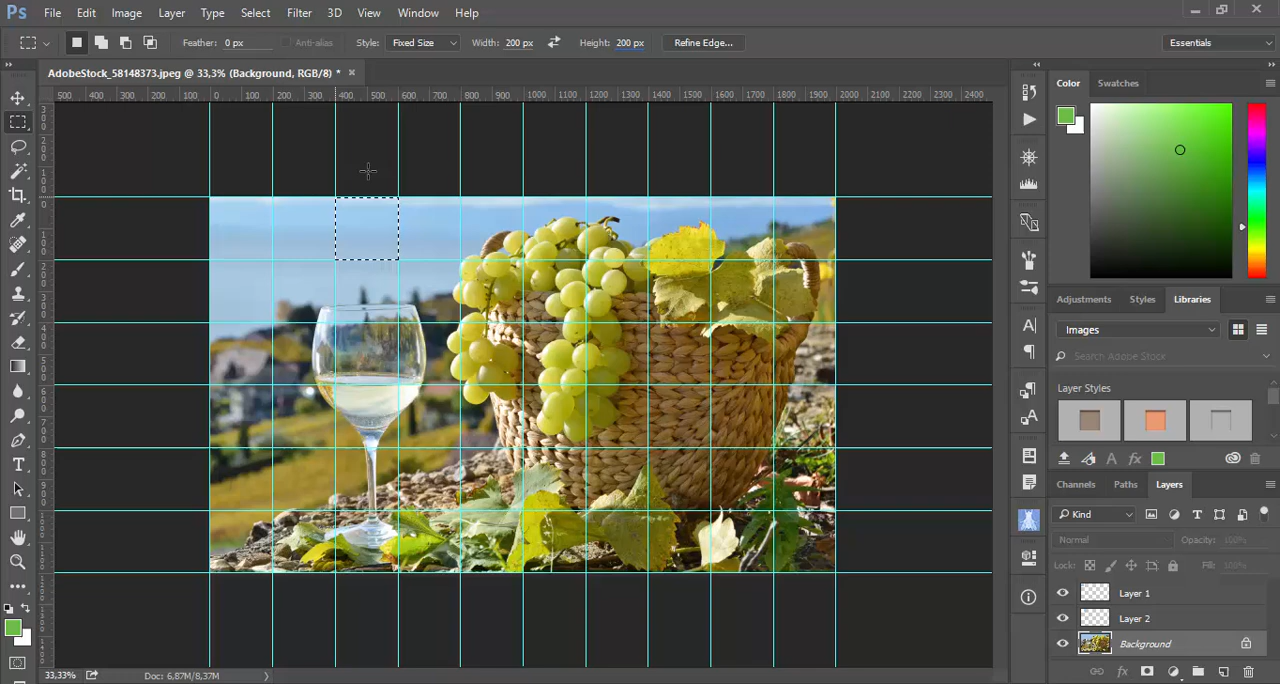 Ps File Edit Image Layer Type Select Filter 3D View Window Help
Feather: 0 px Anti-alias Style: Fixed Size Width: 200 px Height: 200 px Refine Edge... Essentials
AdobeStock_58148373.jpeg @ 33,3% (Background, RGB/8) * ×
500 400 300 200 100 0 100 200 300 400 500 600 700 800 900 1000 1100 1200 1300 1400 1500 1600 1700 1800 1900 2000 2100 2200 2300 2400
Color Swatches
Adjustments Styles Libraries
Images
Search Adobe Stock
Layer Styles
Channels Paths Layers
Kind
Normal Opacity: 100%
Lock: Fill: 100%
Layer 1
Layer 2
Background
33,33% Doc: 6,87M/8,37M